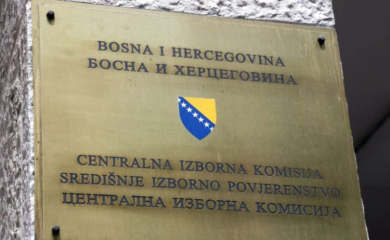 BOSNA I HERCEGOVINA
БОСНА И ХЕРЦЕГОВИНА
CENTRALNA IZBORNA KOMISIJA
SREDIŠNJE IZBORNO POVJERENSTVO
ЦЕНТРАЛНА ИЗБОРНА КОМИСИЈА